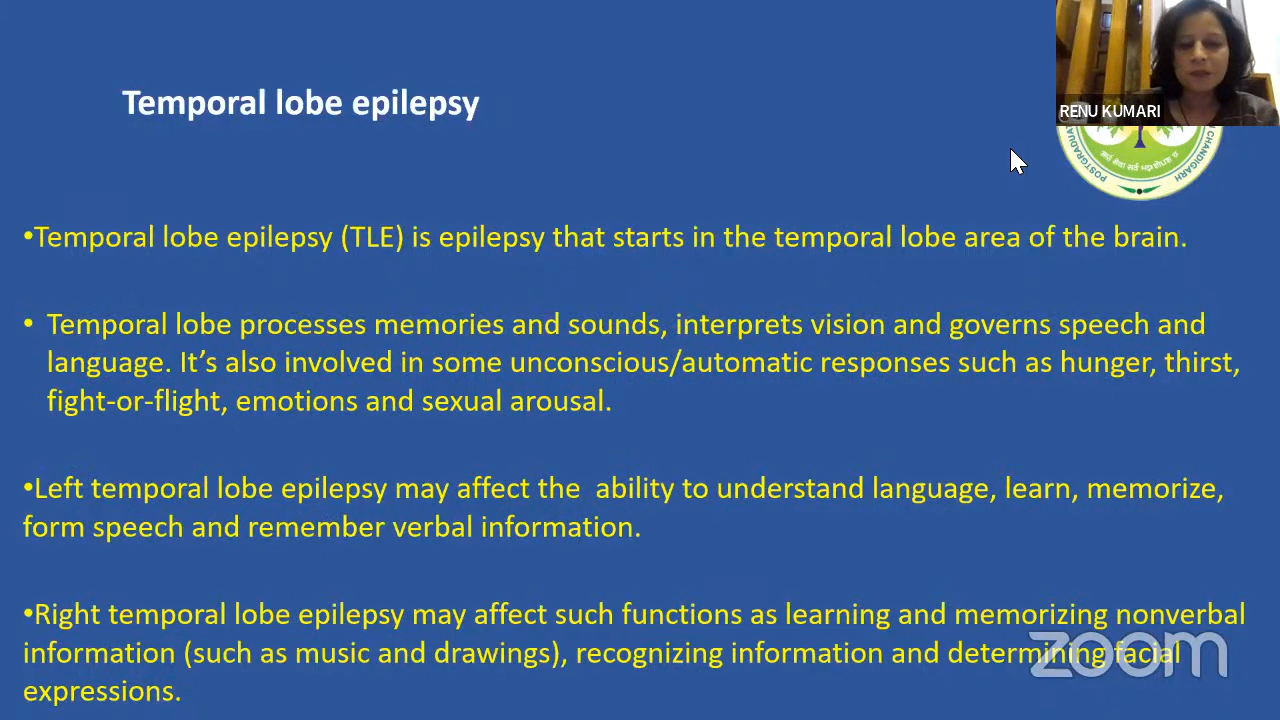 Temporal lobe epilepsy
RENU KUMARI
POSTGRADUA
CHANDIGARH
•Temporal lobe epilepsy (TLE) is epilepsy that starts in the temporal lobe area of the brain.
• Temporal lobe processes memories and sounds, interprets vision and governs speech and
language. It’s also involved in some unconscious/automatic responses such as hunger, thirst,
fight-or-flight, emotions and sexual arousal.
•Left temporal lobe epilepsy may affect the  ability to understand language, learn, memorize,
form speech and remember verbal information.
•Right temporal lobe epilepsy may affect such functions as learning and memorizing nonverbal
information (such as music and drawings), recognizing information and determining facial
expressions.
zoom